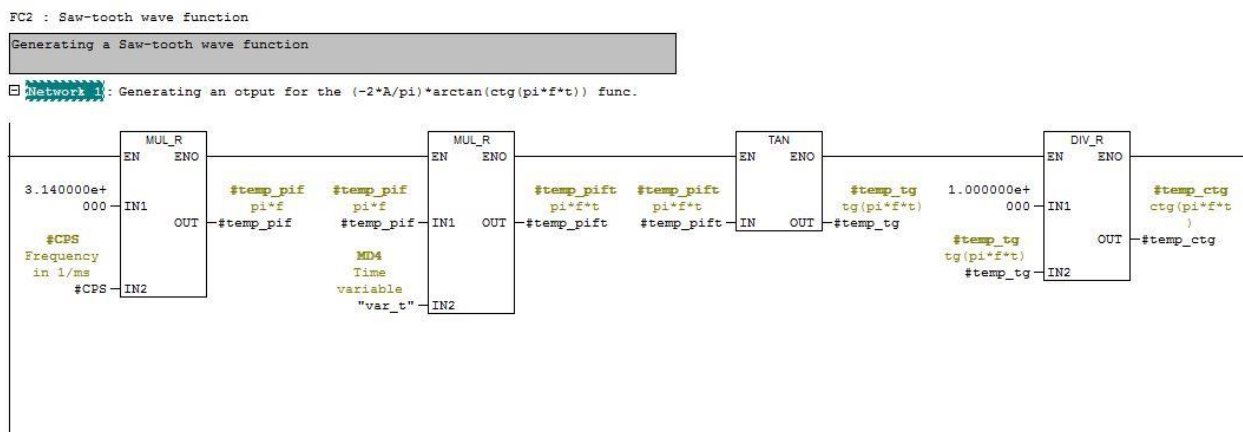 FC2 : Saw-tooth wave function
Generating a Saw-tooth wave function
Network 1: Generating an otput for the (-2*A/pi)*arctan(ctg(pi*f*t)) func.
MUL_R
EN ENO
3.140000e+
000 IN1
#temp_pif
pi*f
OUT #temp_pif
#CPS
Frequency
in 1/ms
#CPS IN2
MUL_R
EN ENO
#temp_pif
pi*f
#temp_pif IN1
#temp_pift
pi*f*t
OUT #temp_pift
MD4
Time
variable
"var_t" IN2
TAN
EN ENO
#temp_pift
pi*f*t
#temp_pift IN
#temp_tg
tg(pi*f*t)
OUT #temp_tg
DIV_R
EN ENO
1.000000e+
000 IN1
#temp_ctg
ctg(pi*f*t
)
OUT #temp_ctg
#temp_tg
tg(pi*f*t)
#temp_tg IN2